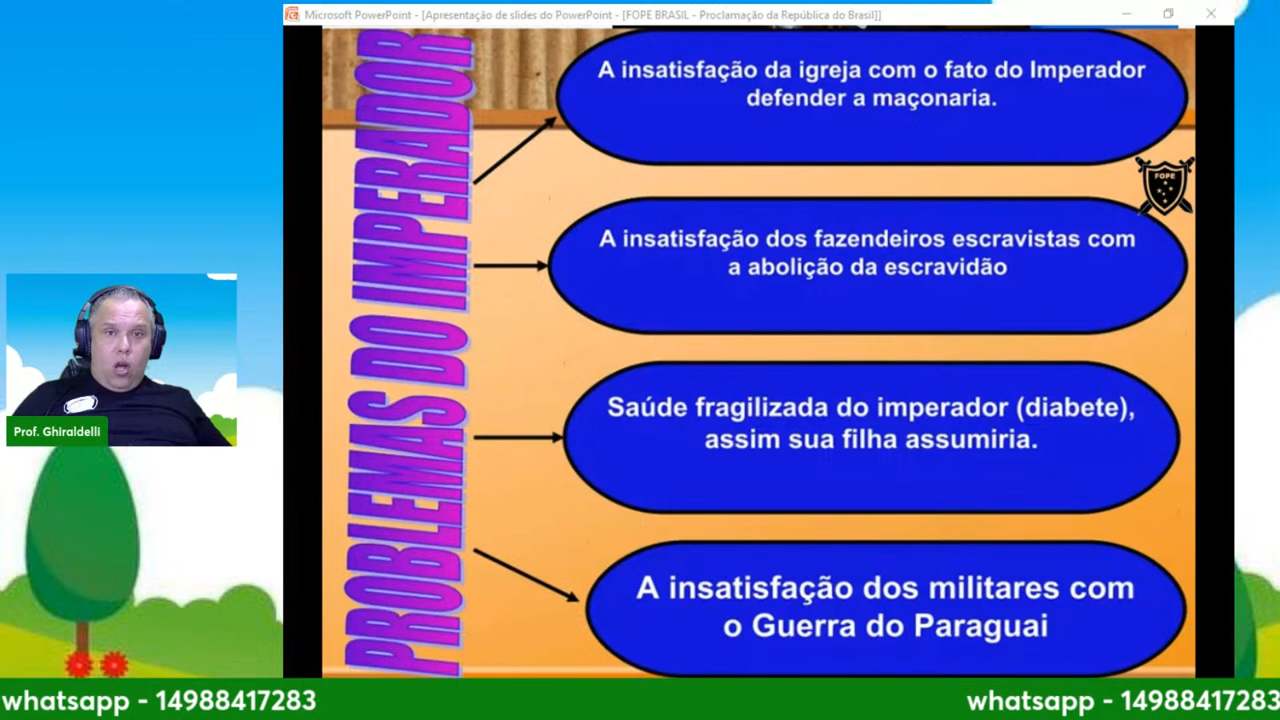 Microsoft PowerPoint - [Apresentação de slides do PowerPoint - [FOPE BRASIL - Proclamação da República do Brasil]]
PROBLEMAS DO IMPERADOR
A insatisfação da igreja com o fato do Imperador
defender a maçonaria.
FOPE
A insatisfação dos fazendeiros escravistas com
a abolição da escravidão
Prof. Ghiraldelli
Saúde fragilizada do imperador (diabete),
assim sua filha assumiria.
A insatisfação dos militares com
o Guerra do Paraguai
whatsapp - 14988417283
whatsapp - 14988417283